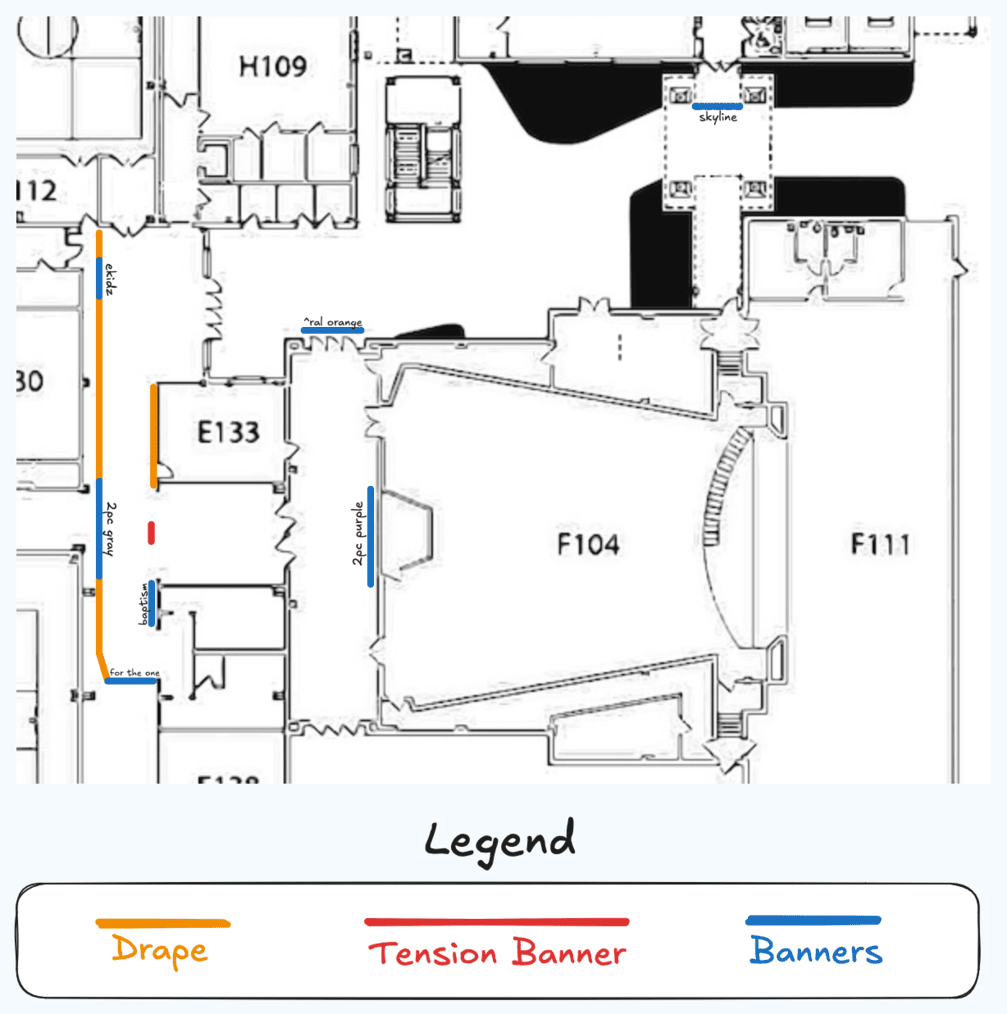 H109
skyline
112
ekidz
^ral orange
30
E133
2pc gray
2pc purple
F104
F111
baptism
for the one
Legend
Drape
Tension Banner
Banners